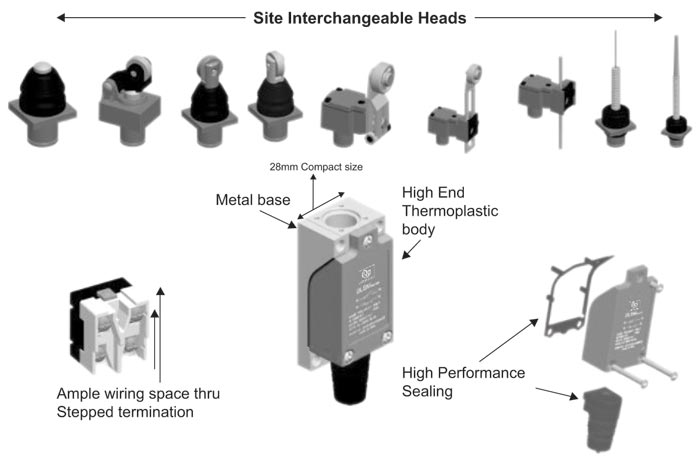 Site Interchangeable Heads
28mm Compact size
Metal base
High End
Thermoplastic
body
Ample wiring space thru
Stepped termination
High Performance
Sealing